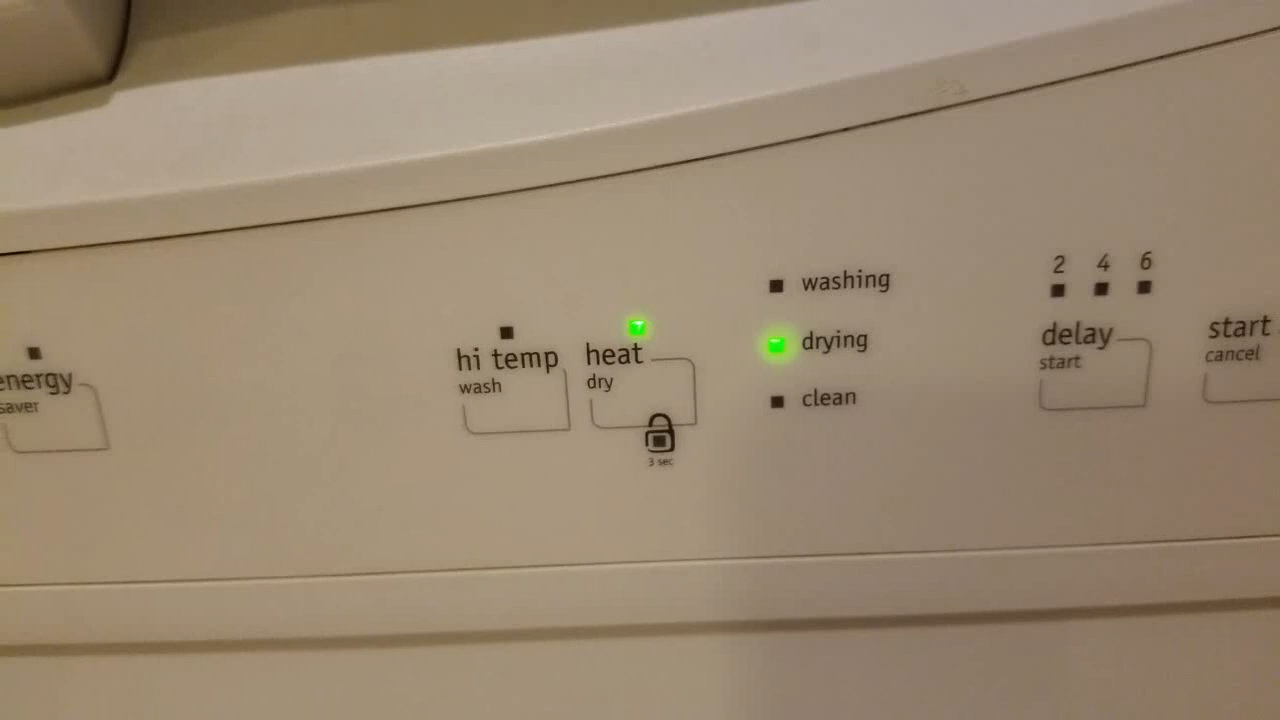 energy
saver
hi temp
wash
heat
dry
3 sec
washing
drying
clean
2 4 6
delay
start
start
cancel